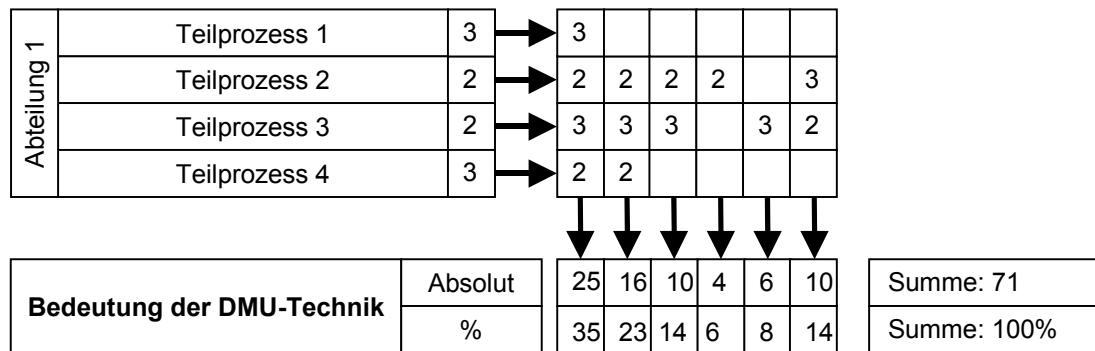 Abteilung 1
Teilprozess 1 3 3
Teilprozess 2 2 2 2 2 2 3
Teilprozess 3 2 3 3 3 3 2
Teilprozess 4 3 2 2
Bedeutung der DMU-Technik
Absolut 25 16 10 4 6 10 Summe: 71
% 35 23 14 6 8 14 Summe: 100%